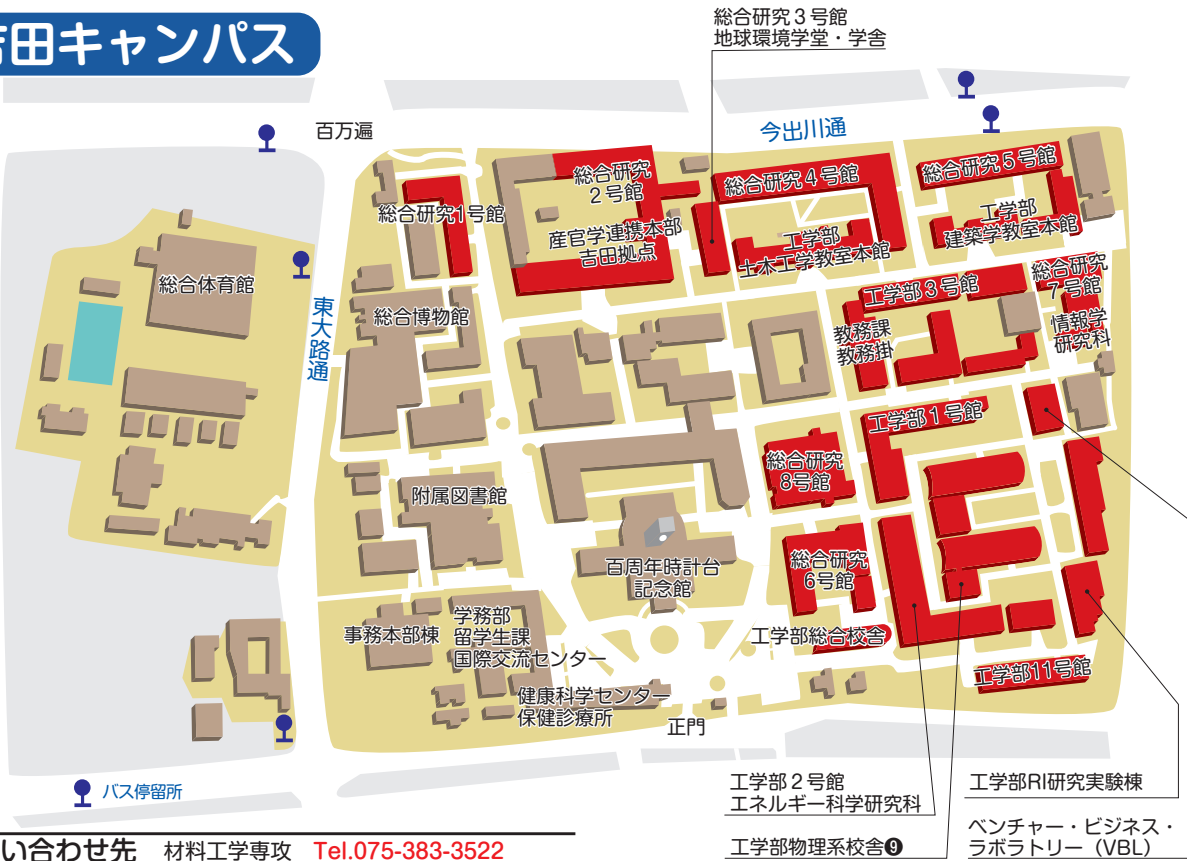 吉田キャンパス
総合研究3号館
地球環境学堂・学舎
百万遍
今出川通
総合研究
2号館
総合研究4号館
総合研究5号館
総合研究1号館
産官学連携本部
吉田拠点
工学部
土木工学教室本館
工学部
建築学教室本館
総合体育館
東大路通
総合博物館
工学部3号館
総合研究
7号館
教務課
教務掛
情報学
研究科
工学部1号館
総合研究
8号館
附属図書館
百周年時計台
記念館
総合研究
6号館
事務本部棟
学務部
留学生課
国際交流センター
工学部総合校舎
健康科学センター
保健診療所
正門
工学部11号館
工学部2号館
エネルギー科学研究科
工学部RI研究実験棟
バス停留所
工学部物理系校舎❾
ベンチャー・ビジネス・
ラボラトリー（VBL）
い合わせ先 材料工学専攻 Tel.075-383-3522